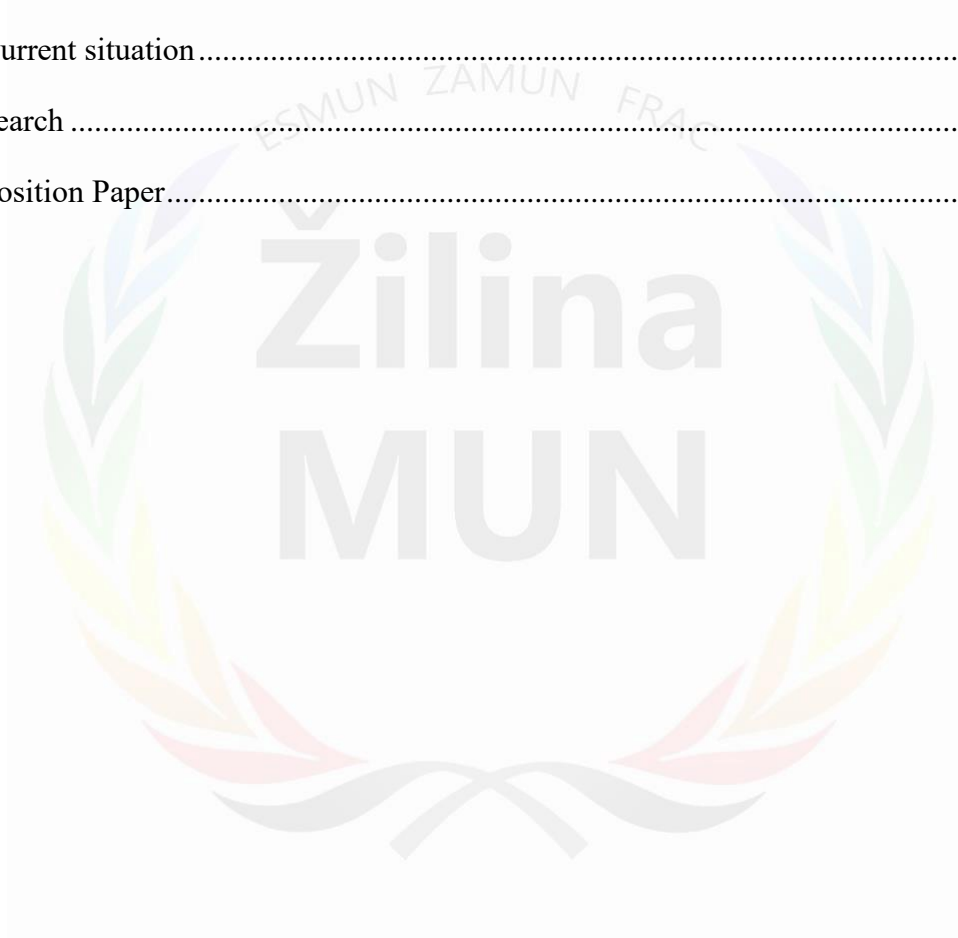 urrent situation................................................................................................................
ESMUN ZAMUN FRAC
earch ................................................................................................................
osition Paper................................................................................................................
Žilina
MUN